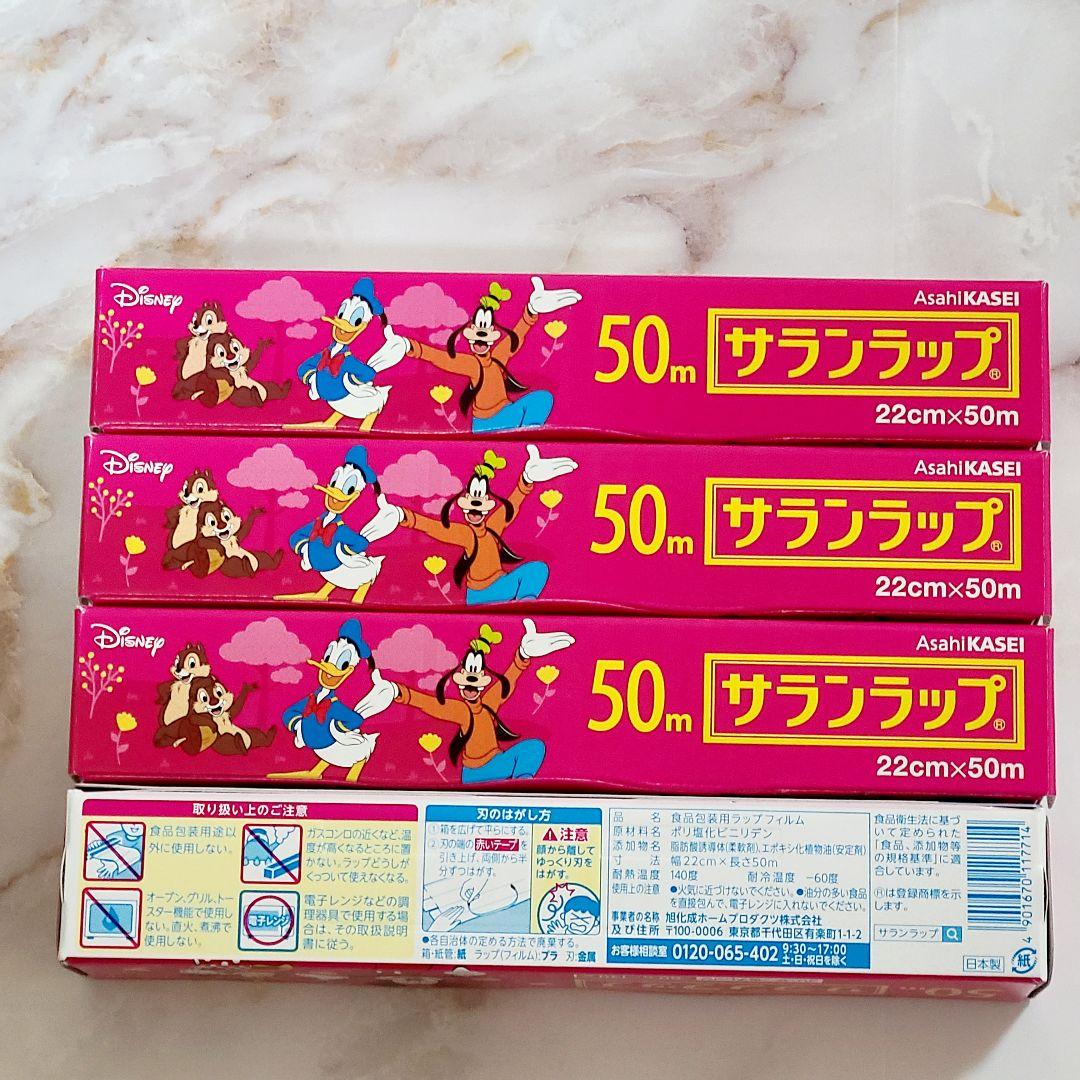 Disney
AsahiKASEI
50m
サランラップ®
22cm×50m
Disney
AsahiKASEI
50m
サランラップ®
22cm×50m
Disney
AsahiKASEI
50m
サランラップ®
22cm×50m
取り扱い上のご注意
食品包装用途以
外に使用しない。
ガスコンロの近くなど、温
度が高くなるところに置
かない。ラップどうしが
くっついて使えなくなる。
オーブン、グリル、トー
スター機能で使用し
ない。直火、煮沸で
使用しない。
電子レンジ
電子レンジなどの調
理器具で使用する場
合は、その取扱説明
書に従う。
刃のはがし方
①箱を広げて平らにする。
②刃の端の赤いテープを
引き上げ、両側から半
分ずつはがす。
注意
顔から離して
ゆっくり刃を
はがす。
●各自治体の定める方法で廃棄する。
箱・紙管:紙 ラップ(フィルム):プラ 刃:金属
品名 食品包装用ラップフィルム
原材料名 ポリ塩化ビニリデン
添加物名 脂肪酸誘導体(柔軟剤)、エポキシ化植物油(安定剤)
寸法 幅22cm×長さ50m
耐熱温度 140度 耐冷温度 −60度
使用上の注意 ●火気に近づけないでください。●油分の多い食品
を直接包んで、電子レンジに入れないでください。
事業者の名称 旭化成ホームプロダクツ株式会社
及び住所 〒100-0006 東京都千代田区有楽町1-1-2
お客様相談室 0120-065-402 9:30〜17:00
土・日・祝日を除く
食品衛生法に基づ
いて定められた
「食品、添加物等
の規格基準」に適
合しています。
®は登録商標を示
します。
サランラップ
日本製
紙
4 901670 117714